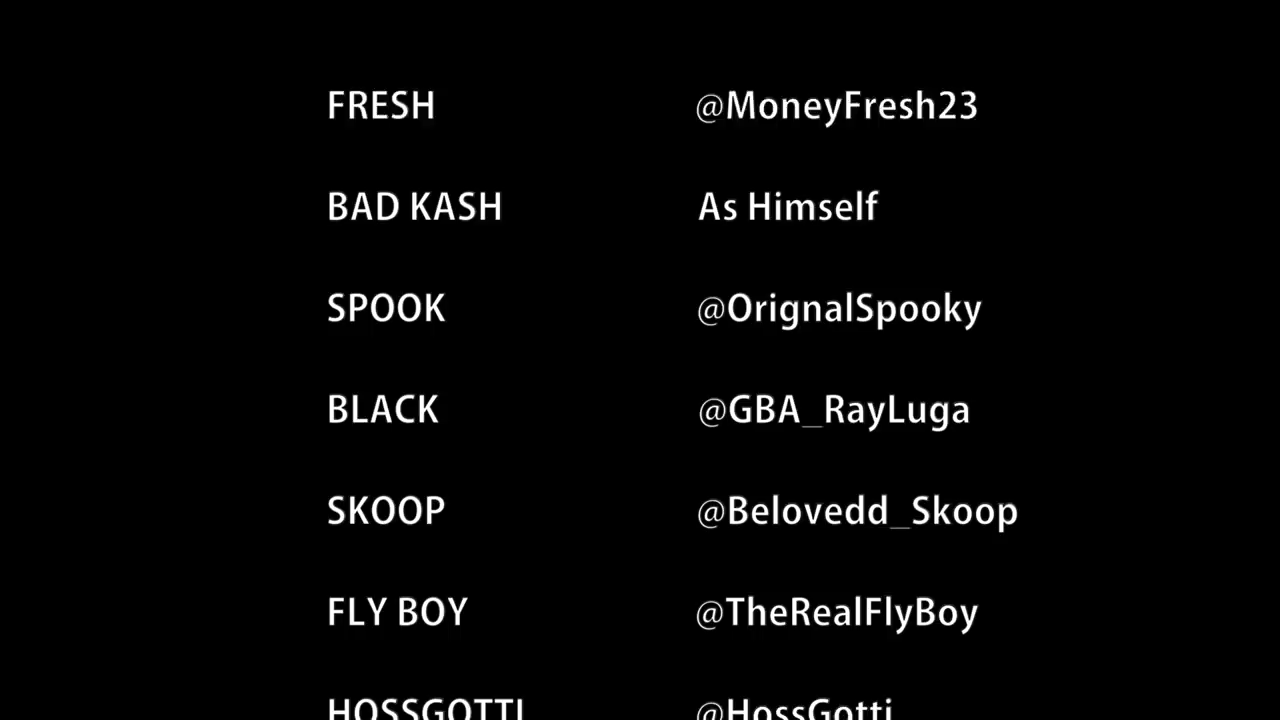 FRESH @MoneyFresh23
BAD KASH As Himself
SPOOK @OrignalSpooky
BLACK @GBA_RayLuga
SKOOP @Belovedd_Skoop
FLY BOY @TheRealFlyBoy
HOSSGOTTI @HossGotti